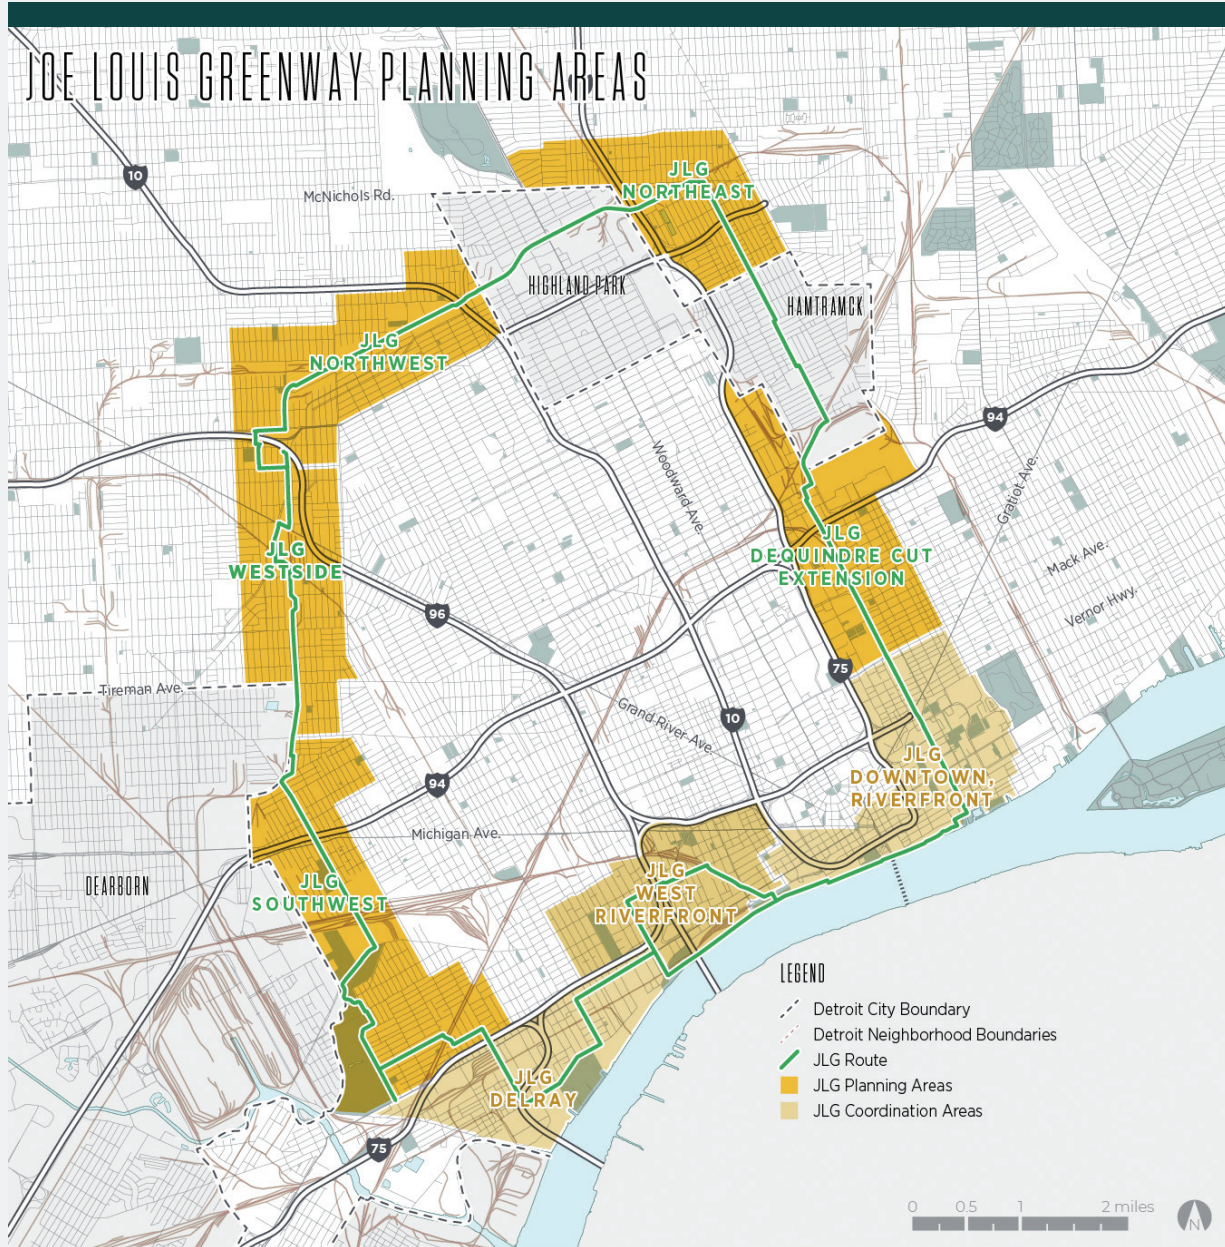 JOE LOUIS GREENWAY PLANNING AREAS
10
McNichols Rd.
JLG
NORTHEAST
HIGHLAND PARK
HAMTRAMCK
JLG
NORTHWEST
94
Woodward Ave.
Gratiot Ave.
JLG
DEQUINDRE CUT
EXTENSION
Mack Ave.
Vernor Hwy.
JLG
WESTSIDE
96
75
Tireman Ave.
Grand River Ave.
10
JLG
DOWNTOWN,
RIVERFRONT
94
Michigan Ave.
DEARBORN
JLG
SOUTHWEST
JLG
WEST
RIVERFRONT
JLG
DELRAY
75
LEGEND
Detroit City Boundary
Detroit Neighborhood Boundaries
JLG Route
JLG Planning Areas
JLG Coordination Areas
0 0.5 1 2 miles
N